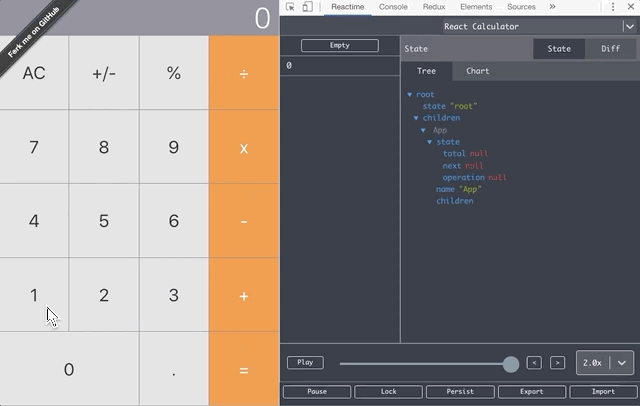 0
Fork me on GitHub
AC +/- % ÷
7 8 9 x
4 5 6 -
1 2 3 +
0 . =
Reactime Console Redux Elements Sources »
React Calculator
Empty
0
State State Diff
Tree Chart
root
state "root"
children
App
state
total null
next null
operation null
name "App"
children
Play < > 2.0x
Pause Lock Persist Export Import